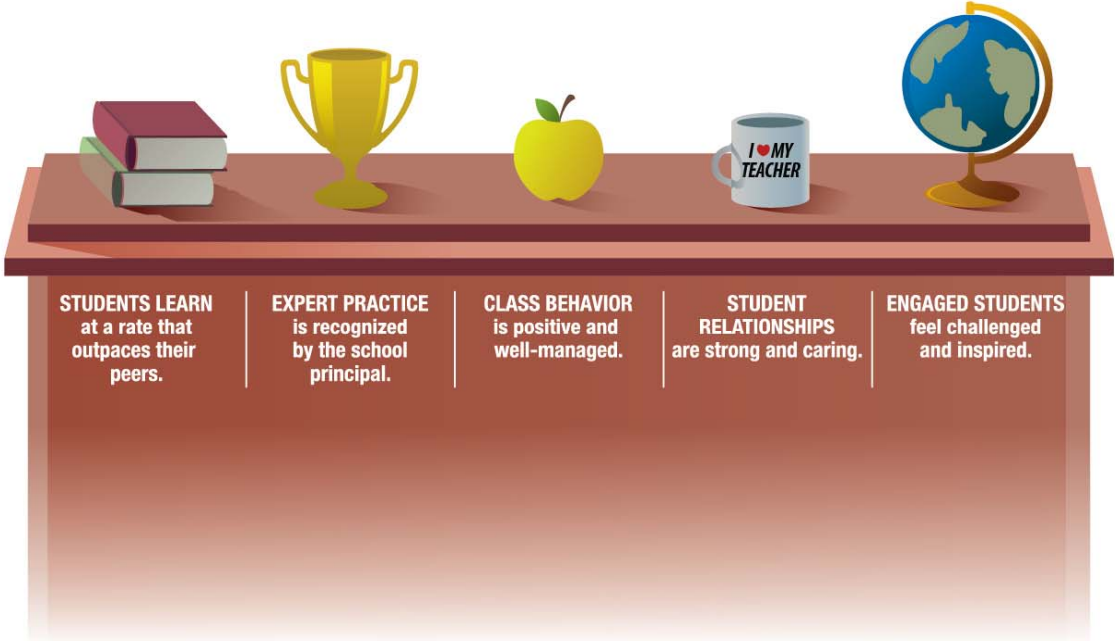 I ❤ MY
TEACHER
STUDENTS LEARN
at a rate that
outpaces their
peers.
EXPERT PRACTICE
is recognized
by the school
principal.
CLASS BEHAVIOR
is positive and
well-managed.
STUDENT
RELATIONSHIPS
are strong and caring.
ENGAGED STUDENTS
feel challenged
and inspired.